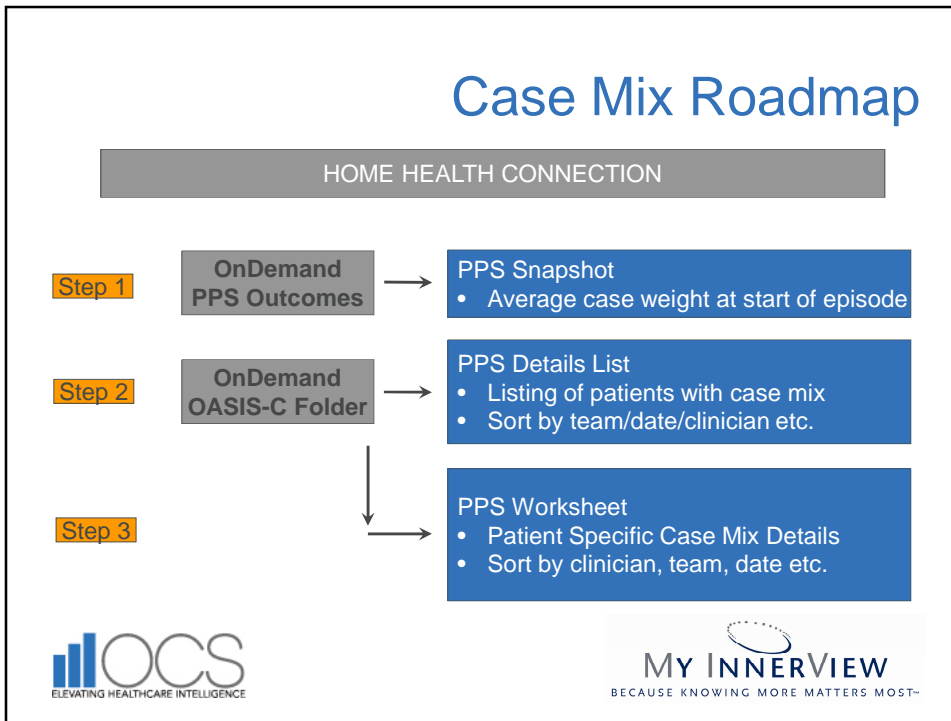 Case Mix Roadmap
HOME HEALTH CONNECTION
Step 1
OnDemand
PPS Outcomes
PPS Snapshot
• Average case weight at start of episode
Step 2
OnDemand
OASIS-C Folder
PPS Details List
• Listing of patients with case mix
• Sort by team/date/clinician etc.
Step 3
PPS Worksheet
• Patient Specific Case Mix Details
• Sort by clinician, team, date etc.
OCS
ELEVATING HEALTHCARE INTELLIGENCE
MY INNERVIEW
BECAUSE KNOWING MORE MATTERS MOST℠